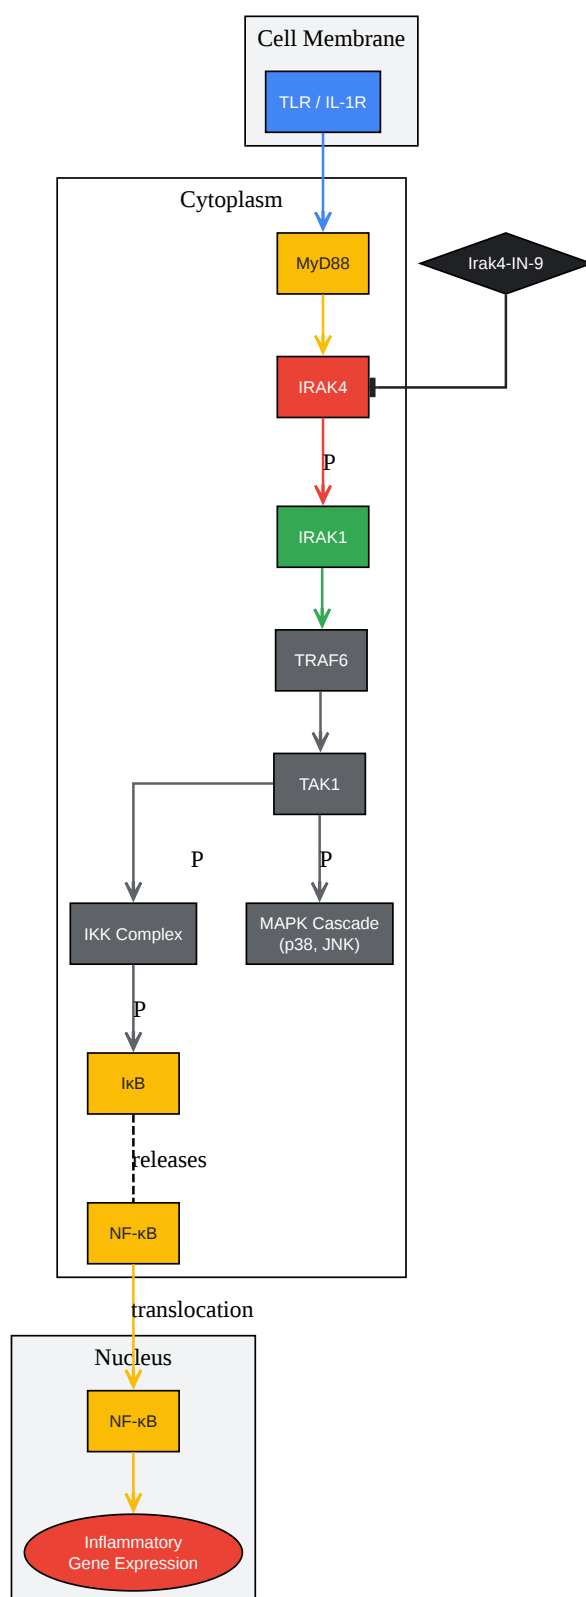 Cell Membrane
TLR / IL-1R
Cytoplasm
MyD88
Irak4-IN-9
IRAK4
P
IRAK1
TRAF6
TAK1
P
P
IKK Complex
MAPK Cascade
(p38, JNK)
P
IκB
releases
NF-κB
translocation
Nucleus
NF-κB
Inflammatory
Gene Expression